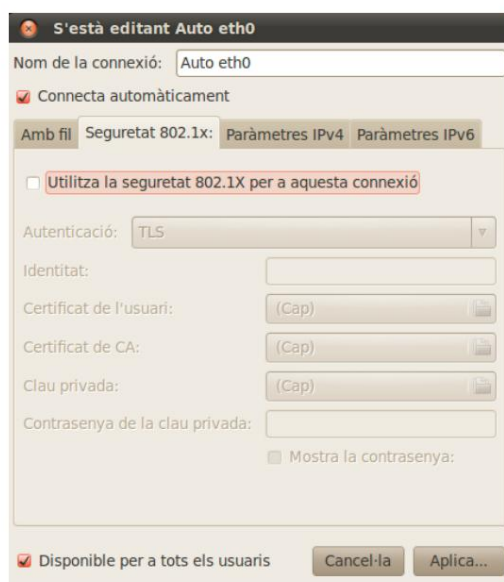 S'està editant Auto eth0
Nom de la connexió: Auto eth0
Connecta automàticament
Amb fil Seguretat 802.1x: Paràmetres IPv4 Paràmetres IPv6
Utilitza la seguretat 802.1X per a aquesta connexió
Autenticació: TLS
Identitat:
Certificat de l'usuari: (Cap)
Certificat de CA: (Cap)
Clau privada: (Cap)
Contrasenya de la clau privada:
Mostra la contrasenya:
Disponible per a tots els usuaris Cancel·la Aplica...